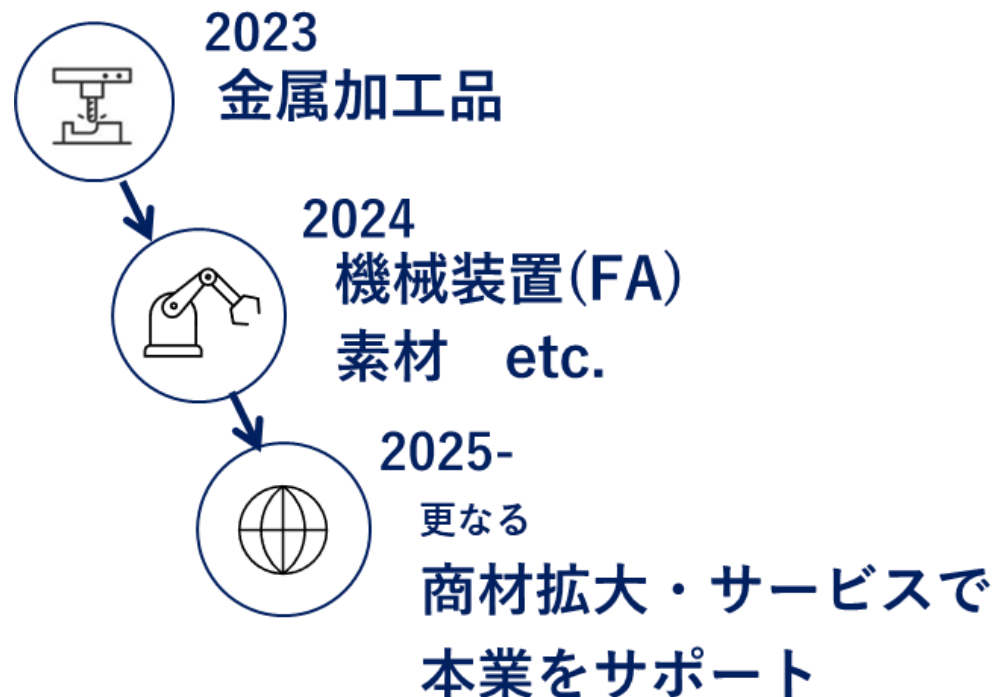 2023
金属加工品
2024
機械装置(FA)
素材　etc.
2025-
更なる
商材拡大・サービスで
本業をサポート